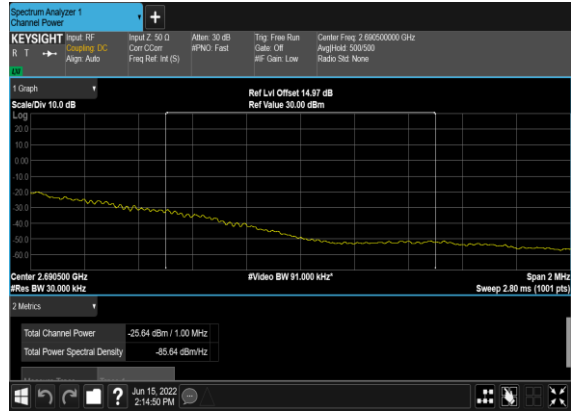 Spectrum Analyzer 1
Channel Power
KEYSIGHT Input: RF Input Z: 50 Ω Atten: 30 dB Trig: Free Run Center Freq: 2.690500000 GHz
R T Coupling: DC Corr CCorr #PNO: Fast Gate: Off Avg|Hold: 500/500
Align: Auto Freq Ref: Int (S) #IF Gain: Low Radio Std: None
1 Graph
Ref Lvl Offset 14.97 dB
Scale/Div 10.0 dB Ref Value 30.00 dBm
Log
20.0
10.0
0.00
-10.0
-20.0
-30.0
-40.0
-50.0
-60.0
Center 2.690500 GHz #Video BW 91.000 kHz* Span 2 MHz
#Res BW 30.000 kHz Sweep 2.80 ms (1001 pts)
2 Metrics
Total Channel Power -25.64 dBm / 1.00 MHz
Total Power Spectral Density -85.64 dBm/Hz
Jun 15, 2022
2:14:50 PM